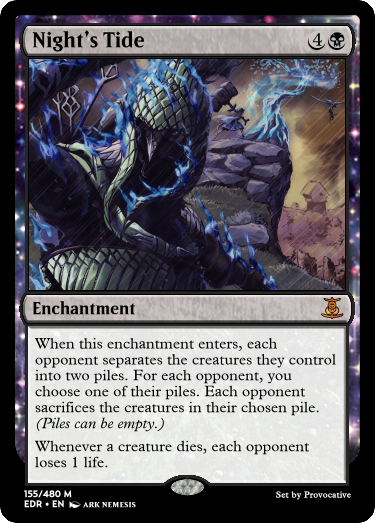 Night's Tide 4
Enchantment
When this enchantment enters, each
opponent separates the creatures they control
into two piles. For each opponent, you
choose one of their piles. Each opponent
sacrifices the creatures in their chosen pile.
(Piles can be empty.)
Whenever a creature dies, each opponent
loses 1 life.
155/480 M
EDR • EN ARK NEMESIS
Set by Provocative